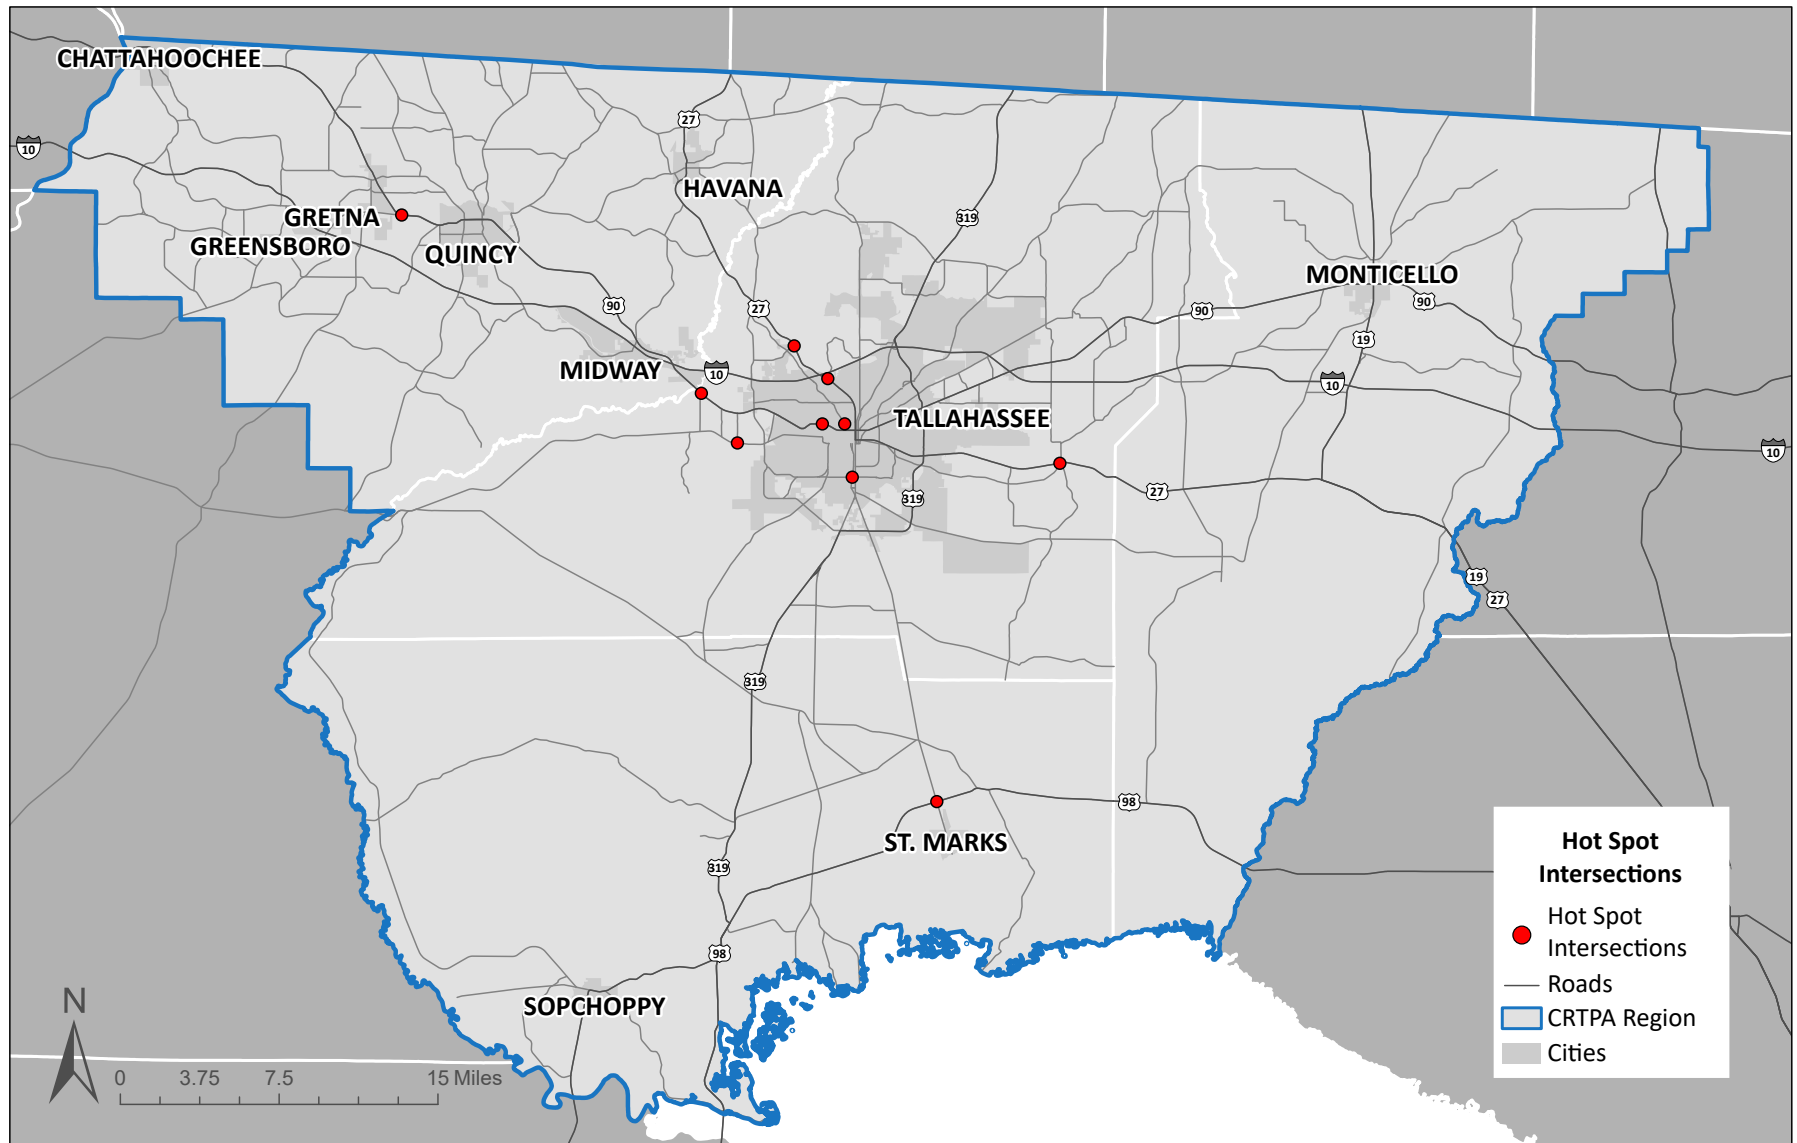 CHATTAHOOCHEE
27
10
HAVANA
GRETNA
319
GREENSBORO
QUINCY
MONTICELLO
90
27
90
90
19
MIDWAY
10
10
TALLAHASSEE
10
27
319
19
27
319
98
ST. MARKS
319
98
SOPCHOPPY
N
0 3.75 7.5 15 Miles
Hot Spot
Intersections
Hot Spot
Intersections
Roads
CRTPA Region
Cities